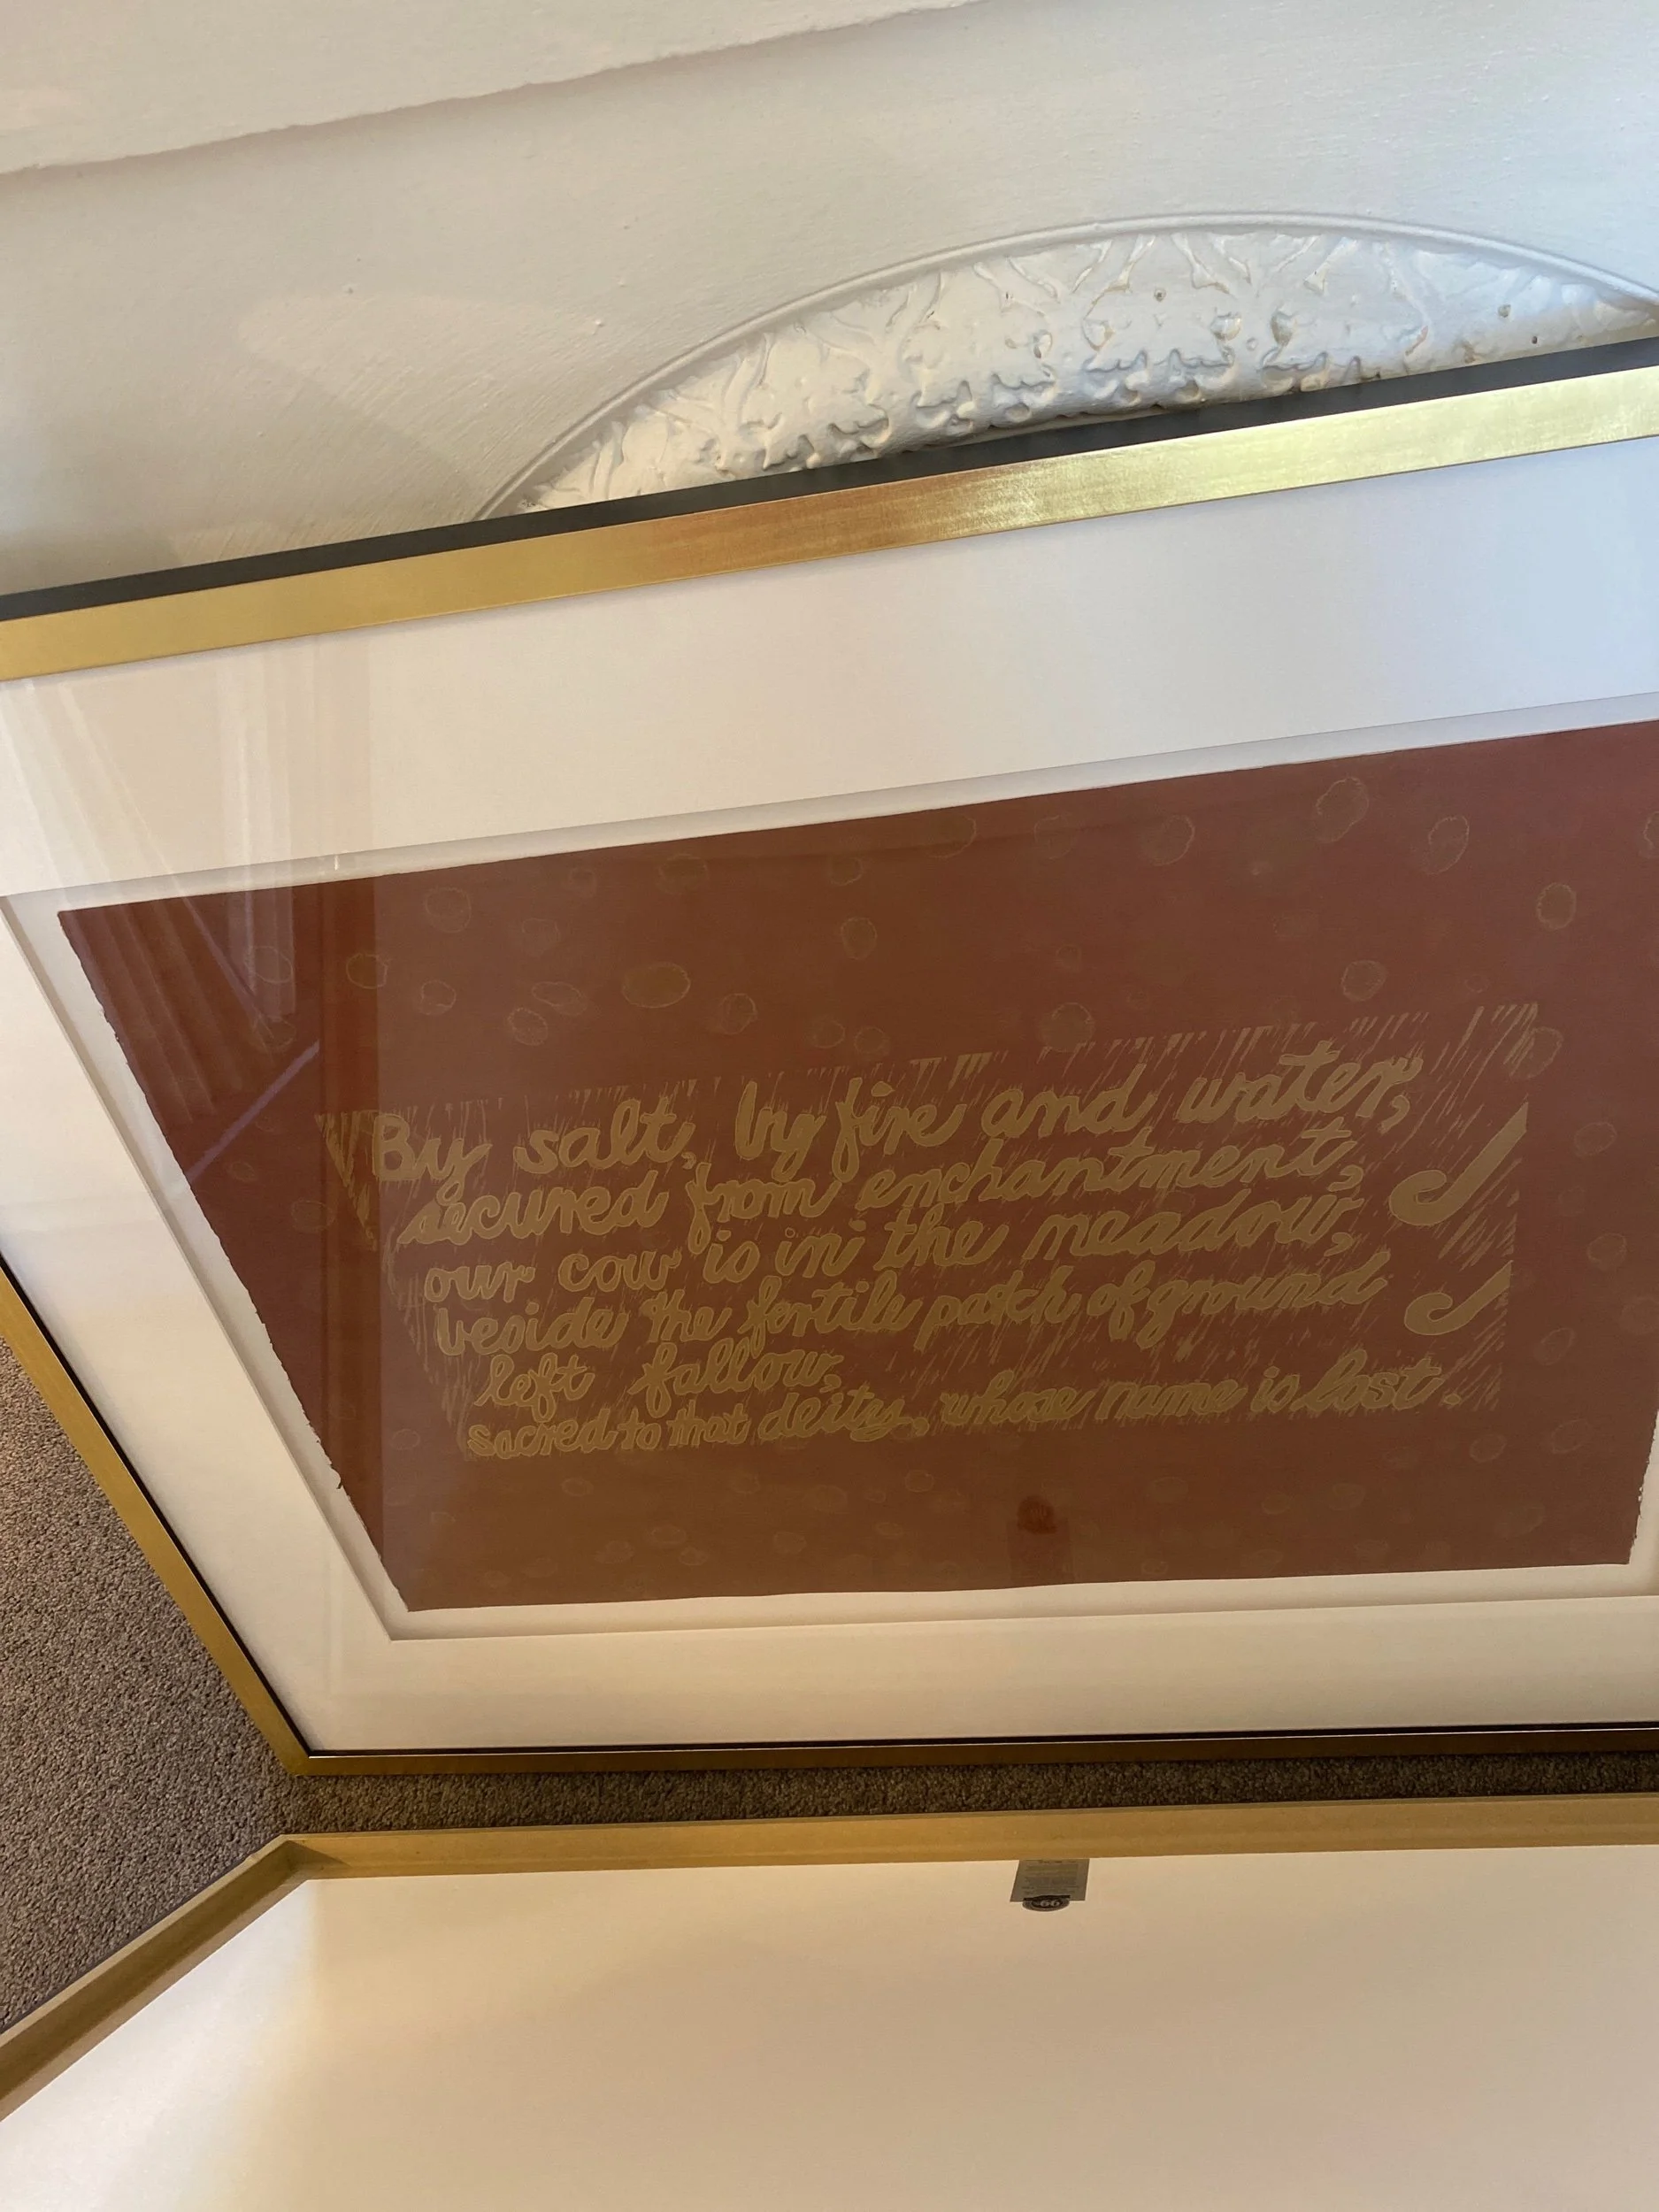 By salt, by fire and water,
secured from enchantment,
our cow is in the meadow,
beside the fertile patch of ground
left fallow,
sacred to that deity, whose name is lost.